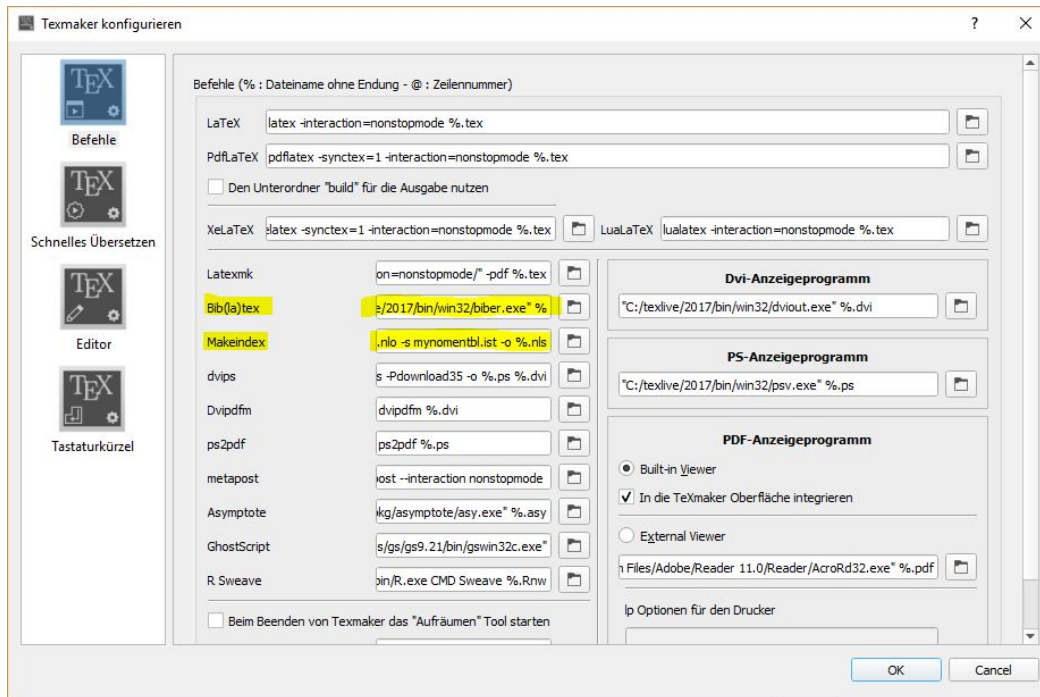 Texmaker konfigurieren
Befehle
Schnelles Übersetzen
Editor
Tastaturkürzel
Befehle (% : Dateiname ohne Endung - @ : Zeilennummer)
LaTeX latex -interaction=nonstopmode %.tex
PdfLaTeX pdflatex -synctex=1 -interaction=nonstopmode %.tex
Den Unterordner "build" für die Ausgabe nutzen
XeLaTeX elatex -synctex=1 -interaction=nonstopmode %.tex LuaLaTeX lualatex -interaction=nonstopmode %.tex
Latexmk on=nonstopmode/" -pdf %.tex
Bib(la)tex e/2017/bin/win32/biber.exe" %
Makeindex .nlo -s mynomentbl.ist -o %.nls
dvips s -Pdownload35 -o %.ps %.dvi
Dvipdfm dvipdfm %.dvi
ps2pdf ps2pdf %.ps
metapost ost --interaction nonstopmode
Asymptote kg/asymptote/asy.exe" %.asy
GhostScript s/gs/gs9.21/bin/gswin32c.exe"
R Sweave bin/R.exe CMD Sweave %.Rnw
Beim Beenden von Texmaker das "Aufräumen" Tool starten
Dvi-Anzeigeprogramm
"C:/texlive/2017/bin/win32/dviout.exe" %.dvi
PS-Anzeigeprogramm
"C:/texlive/2017/bin/win32/psv.exe" %.ps
PDF-Anzeigeprogramm
Built-in Viewer
In die TeXmaker Oberfläche integrieren
External Viewer
n Files/Adobe/Reader 11.0/Reader/AcroRd32.exe" %.pdf
lp Optionen für den Drucker
OK Cancel